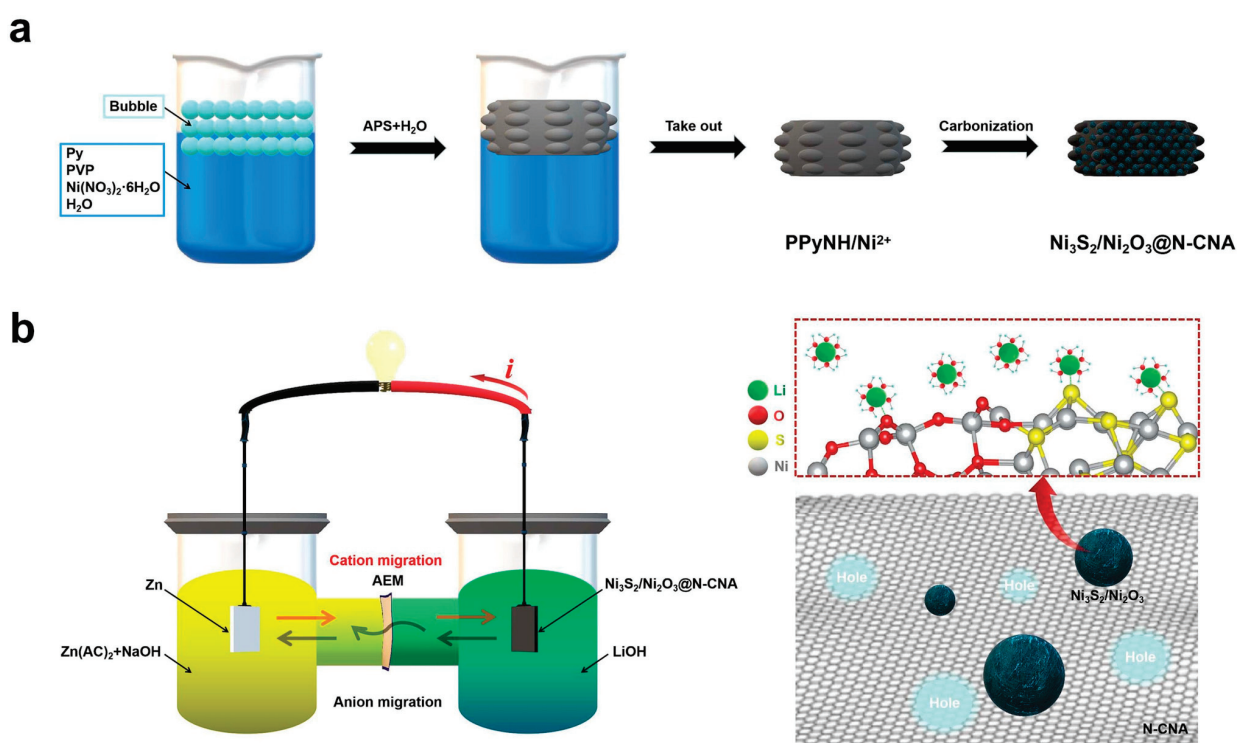 a
Bubble
Py
PVP
Ni(NO₃)₂·6H₂O
H₂O
APS+H₂O
Take out
Carbonization
PPyNH/Ni²⁺
Ni₃S₂/Ni₂O₃@N-CNA
b
i
Cation migration
AEM
Zn
Ni₃S₂/Ni₂O₃@N-CNA
Zn(AC)₂+NaOH
LiOH
Anion migration
Li
O
S
Ni
Hole
Hole
Ni₃S₂/Ni₂O₃
Hole
Hole
N-CNA